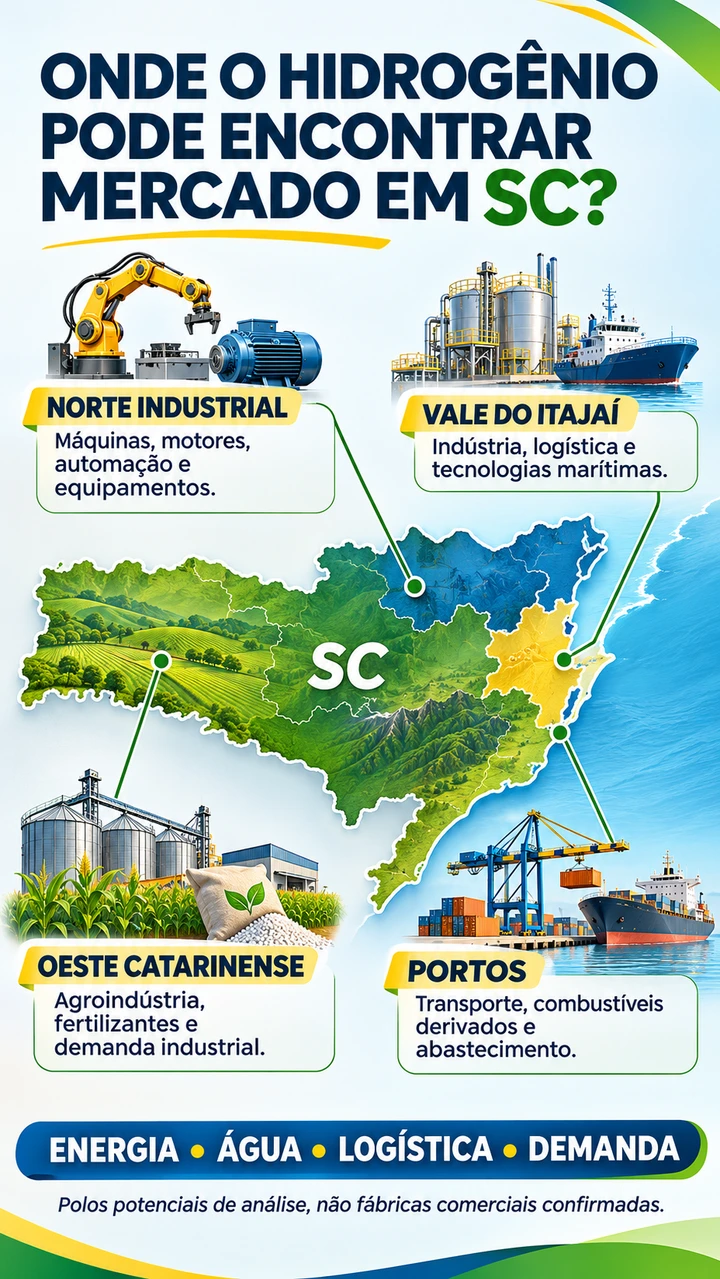 ONDE O HIDROGÊNIO
PODE ENCONTRAR
MERCADO EM SC?
NORTE INDUSTRIAL
Máquinas, motores,
automação e
equipamentos.
VALE DO ITAJAÍ
Indústria, logística e
tecnologias marítimas.
SC
OESTE CATARINENSE
Agroindústria,
fertilizantes e
demanda industrial.
PORTOS
Transporte, combustíveis
derivados e
abastecimento.
ENERGIA • ÁGUA • LOGÍSTICA • DEMANDA
Polos potenciais de análise, não fábricas comerciais confirmadas.